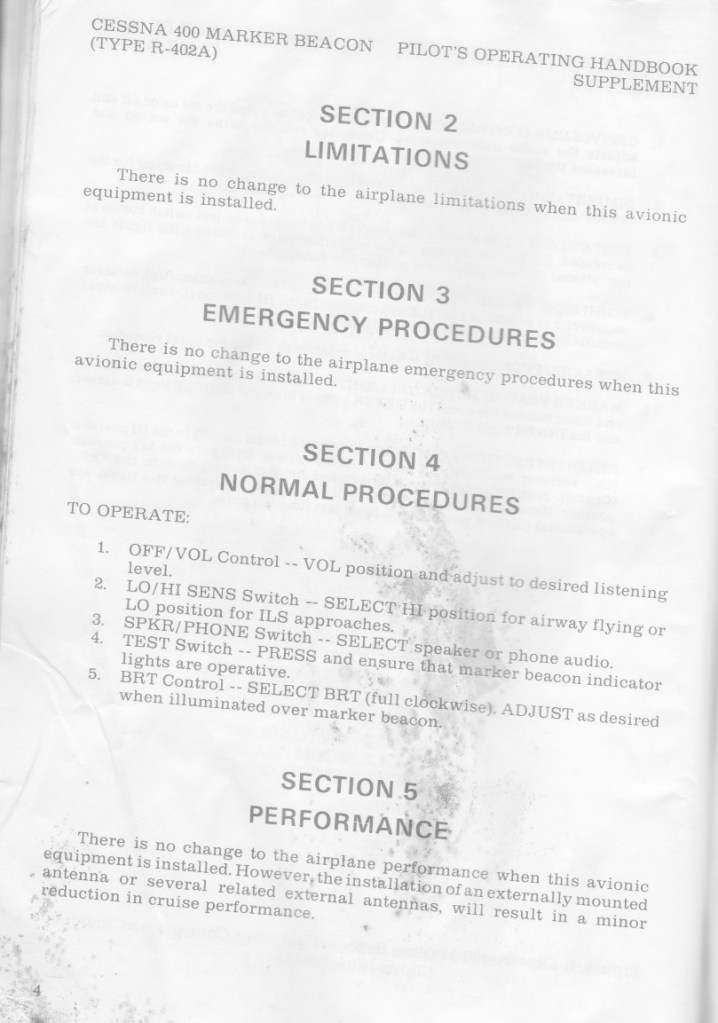 CESSNA 400 MARKER BEACON PILOT'S OPERATING HANDBOOK
(TYPE R-402A) SUPPLEMENT
SECTION 2
LIMITATIONS
There is no change to the airplane limitations when this avionic
equipment is installed.
SECTION 3
EMERGENCY PROCEDURES
There is no change to the airplane emergency procedures when this
avionic equipment is installed.
SECTION 4
NORMAL PROCEDURES
TO OPERATE:
1. OFF/VOL Control -- VOL position and adjust to desired listening
level.
2. LO/HI SENS Switch -- SELECT HI position for airway flying or
LO position for ILS approaches.
3. SPKR/PHONE Switch -- SELECT speaker or phone audio.
4. TEST Switch -- PRESS and ensure that marker beacon indicator
lights are operative.
5. BRT Control -- SELECT BRT (full clockwise). ADJUST as desired
when illuminated over marker beacon.
SECTION 5
PERFORMANCE
There is no change to the airplane performance when this avionic
equipment is installed. However, the installation of an externally mounted
antenna or several related external antennas, will result in a minor
reduction in cruise performance.
4